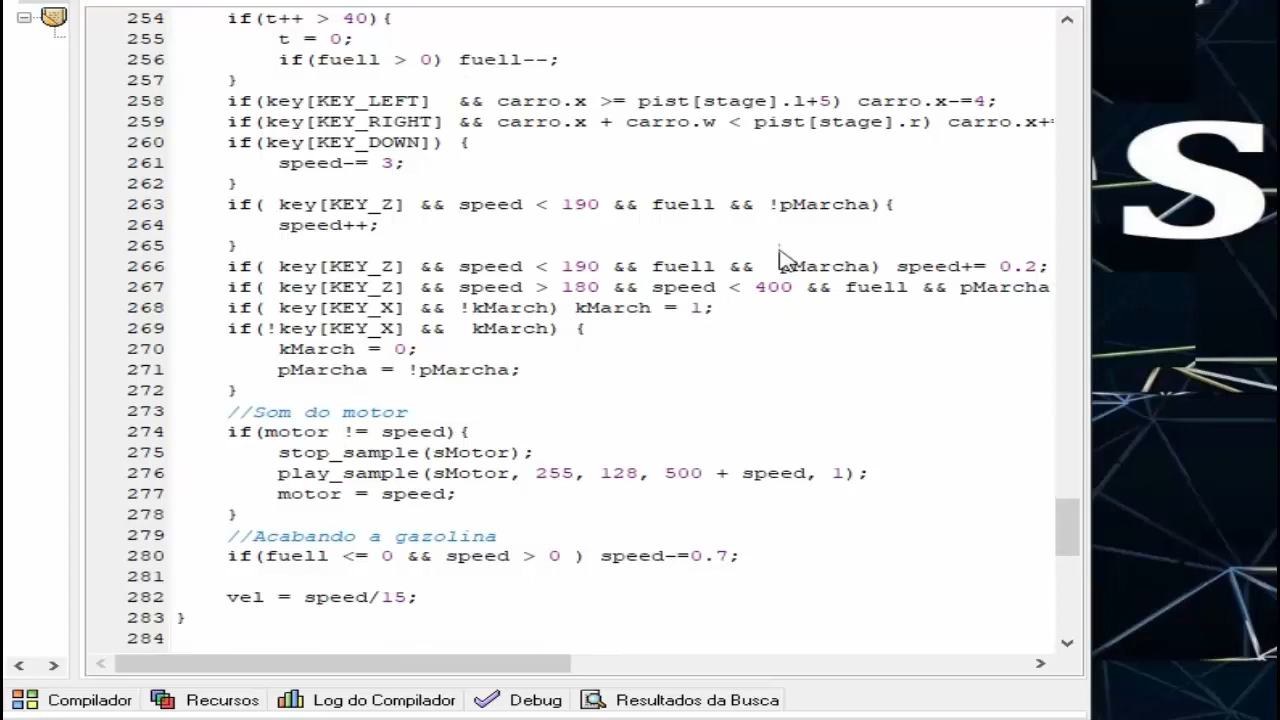 254 if(t++ > 40){
255 t = 0;
256 if(fuell > 0) fuell--;
257 }
258 if(key[KEY_LEFT] && carro.x >= pist[stage].l+5) carro.x-=4;
259 if(key[KEY_RIGHT] && carro.x + carro.w < pist[stage].r) carro.x+=
260 if(key[KEY_DOWN]) {
261 speed-= 3;
262 }
263 if( key[KEY_Z] && speed < 190 && fuell && !pMarcha){
264 speed++;
265 }
266 if( key[KEY_Z] && speed < 190 && fuell && pMarcha) speed+= 0.2;
267 if( key[KEY_Z] && speed > 180 && speed < 400 && fuell && pMarcha
268 if( key[KEY_X] && !kMarch) kMarch = 1;
269 if(!key[KEY_X] && kMarch) {
270 kMarch = 0;
271 pMarcha = !pMarcha;
272 }
273 //Som do motor
274 if(motor != speed){
275 stop_sample(sMotor);
276 play_sample(sMotor, 255, 128, 500 + speed, 1);
277 motor = speed;
278 }
279 //Acabando a gazolina
280 if(fuell <= 0 && speed > 0 ) speed-=0.7;
281
282 vel = speed/15;
283 }
284
S
Compilador Recursos Log do Compilador Debug Resultados da Busca